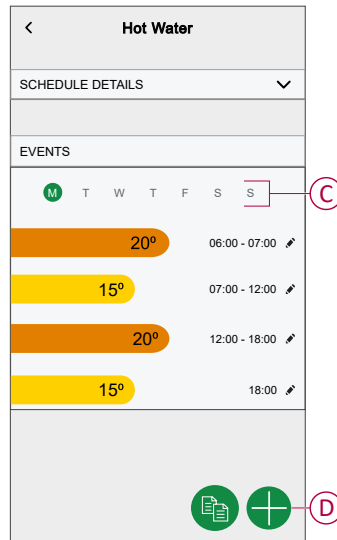 < Hot Water
SCHEDULE DETAILS
EVENTS
M T W T F S S
C
20º 06:00 - 07:00
15º 07:00 - 12:00
20º 12:00 - 18:00
15º 18:00
D